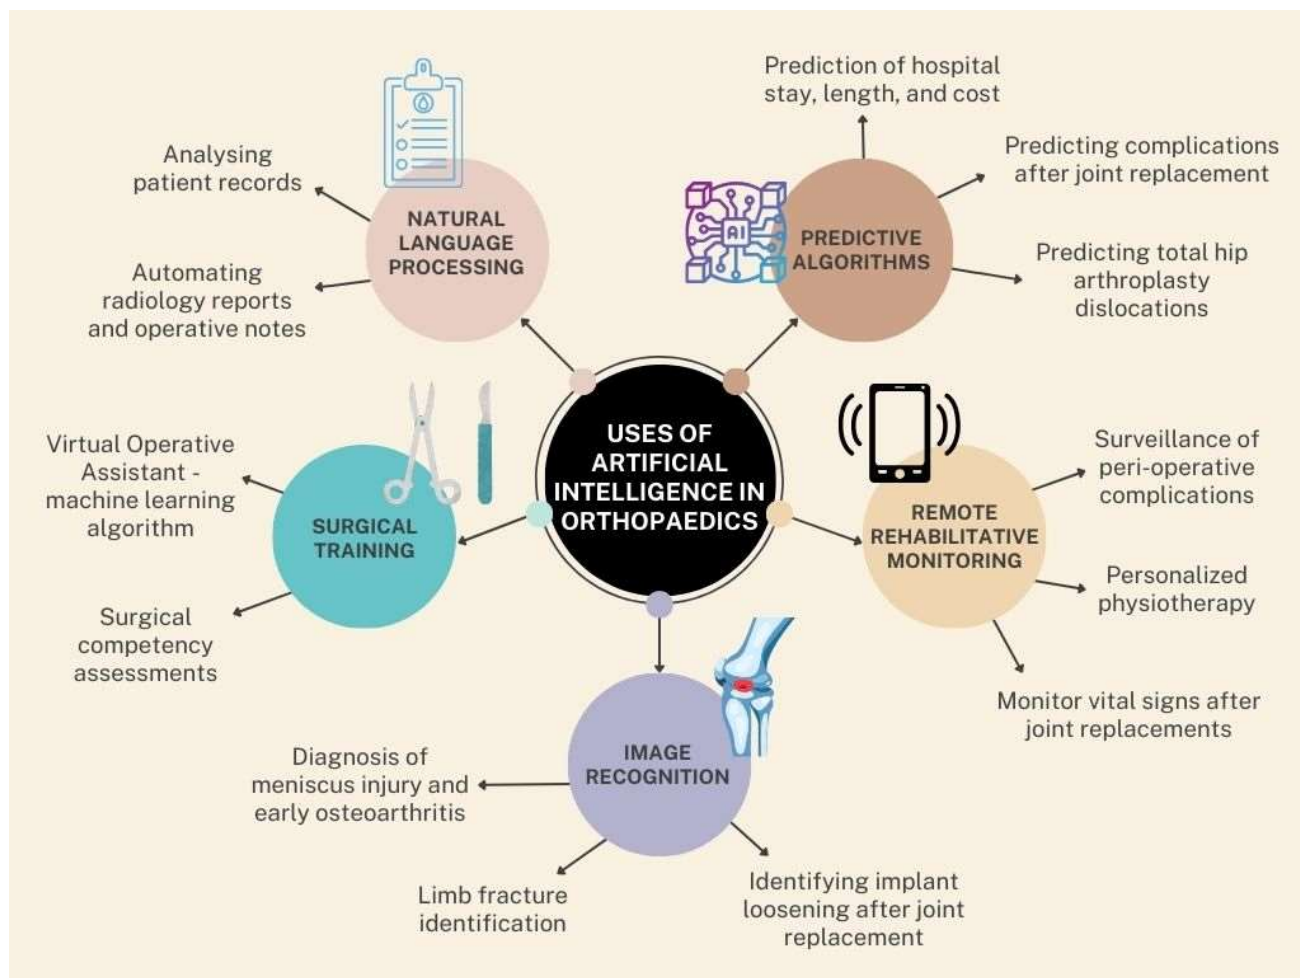 USES OF
ARTIFICIAL
INTELLIGENCE IN
ORTHOPAEDICS
NATURAL
LANGUAGE
PROCESSING
Analysing
patient records
Automating
radiology reports
and operative notes
AI
PREDICTIVE
ALGORITHMS
Prediction of hospital
stay, length, and cost
Predicting complications
after joint replacement
Predicting total hip
arthroplasty
dislocations
REMOTE
REHABILITATIVE
MONITORING
Surveillance of
peri-operative
complications
Personalized
physiotherapy
Monitor vital signs after
joint replacements
IMAGE
RECOGNITION
Identifying implant
loosening after joint
replacement
Limb fracture
identification
Diagnosis of
meniscus injury and
early osteoarthritis
SURGICAL
TRAINING
Virtual Operative
Assistant -
machine learning
algorithm
Surgical
competency
assessments